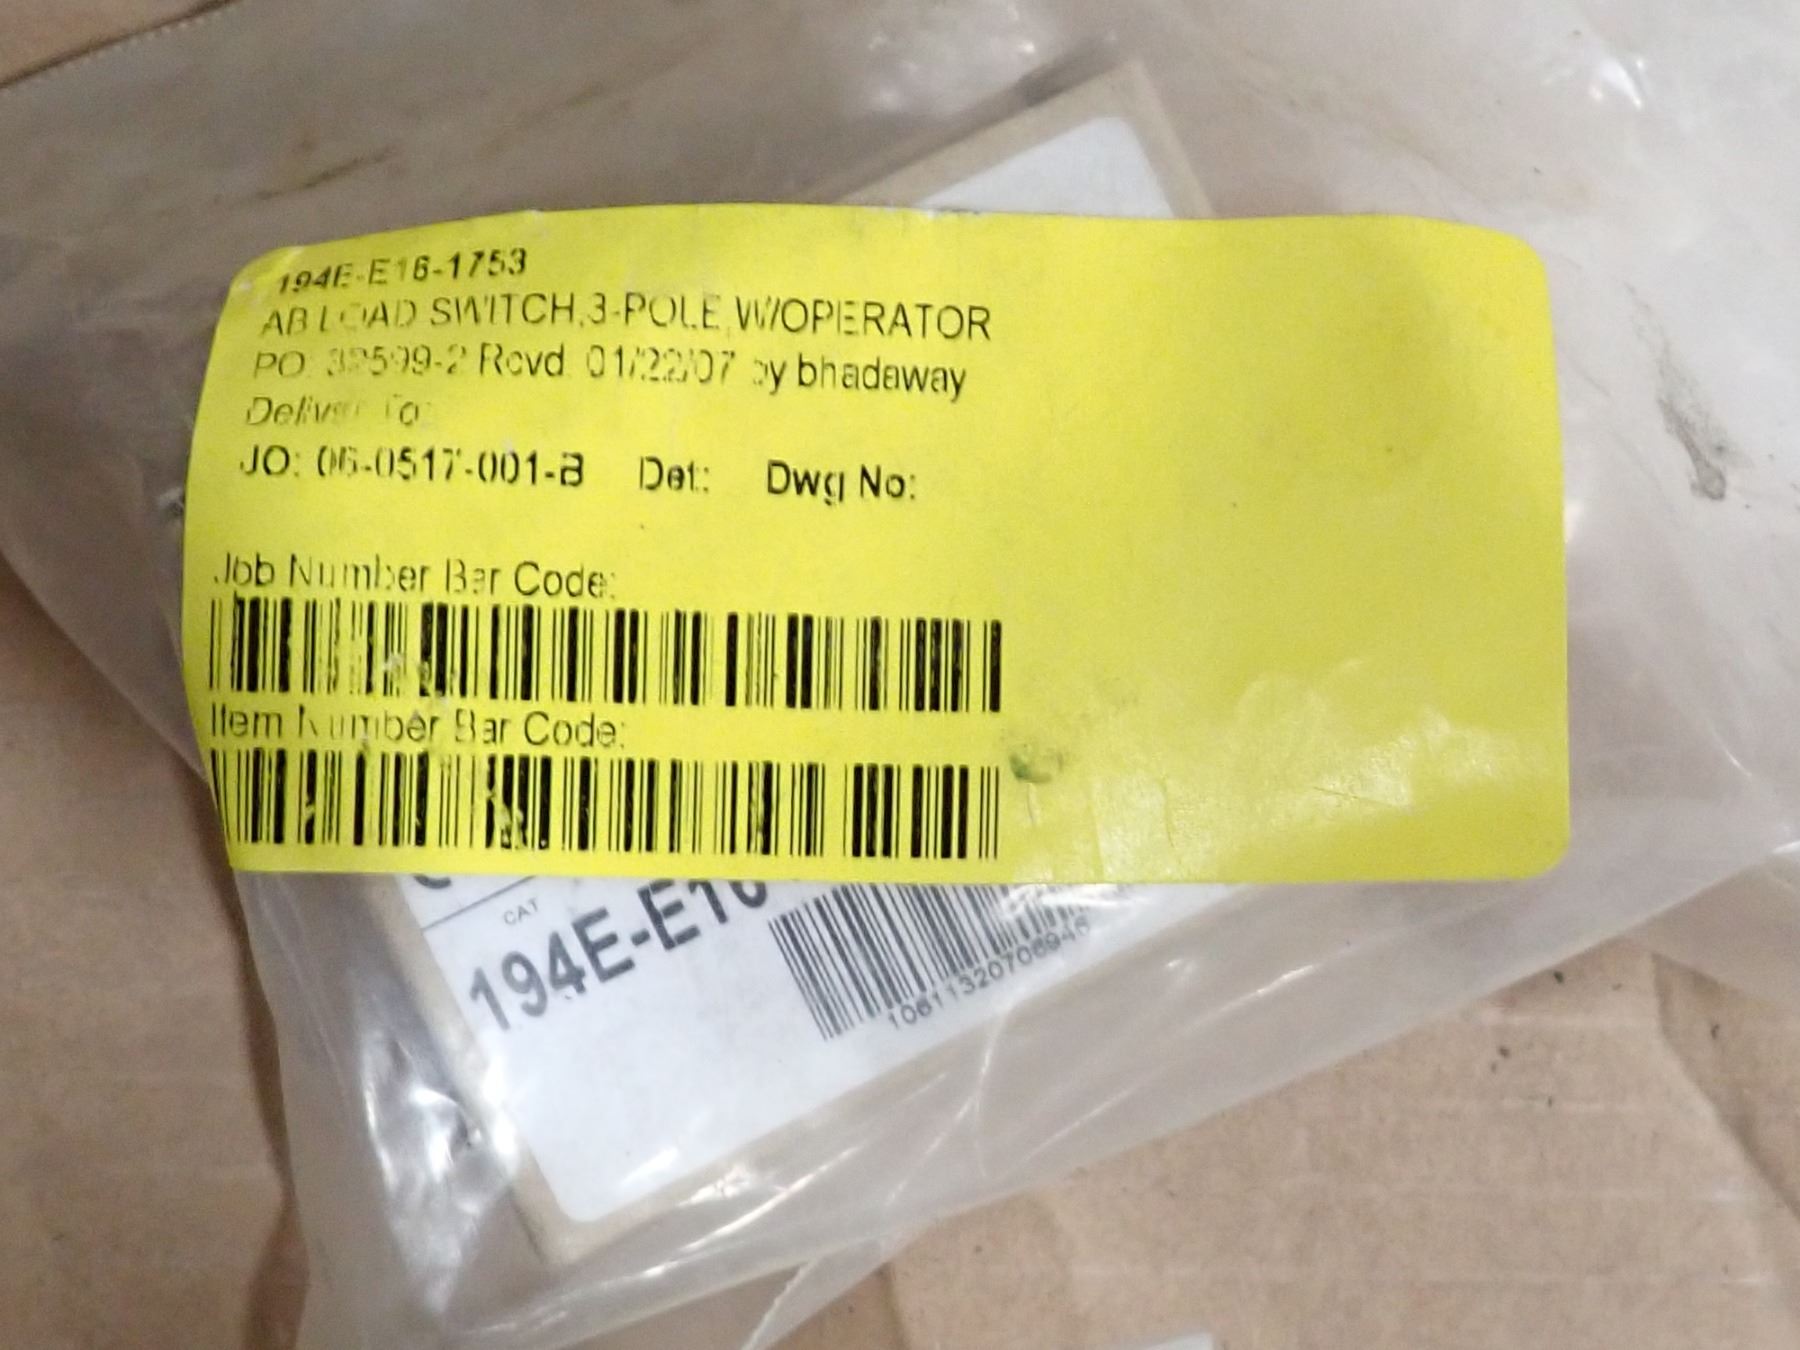 194E-E16-1753
AB LOAD SWITCH,3-POLE,W/OPERATOR
PO: 32599-2 Rcvd. 01/22/07 by bhadaway
Deliver To:
JO: 06-0517-001-B Det: Dwg No:
Job Number Bar Code:
Item Number Bar Code:
CAT
194E-E16
10611320706946